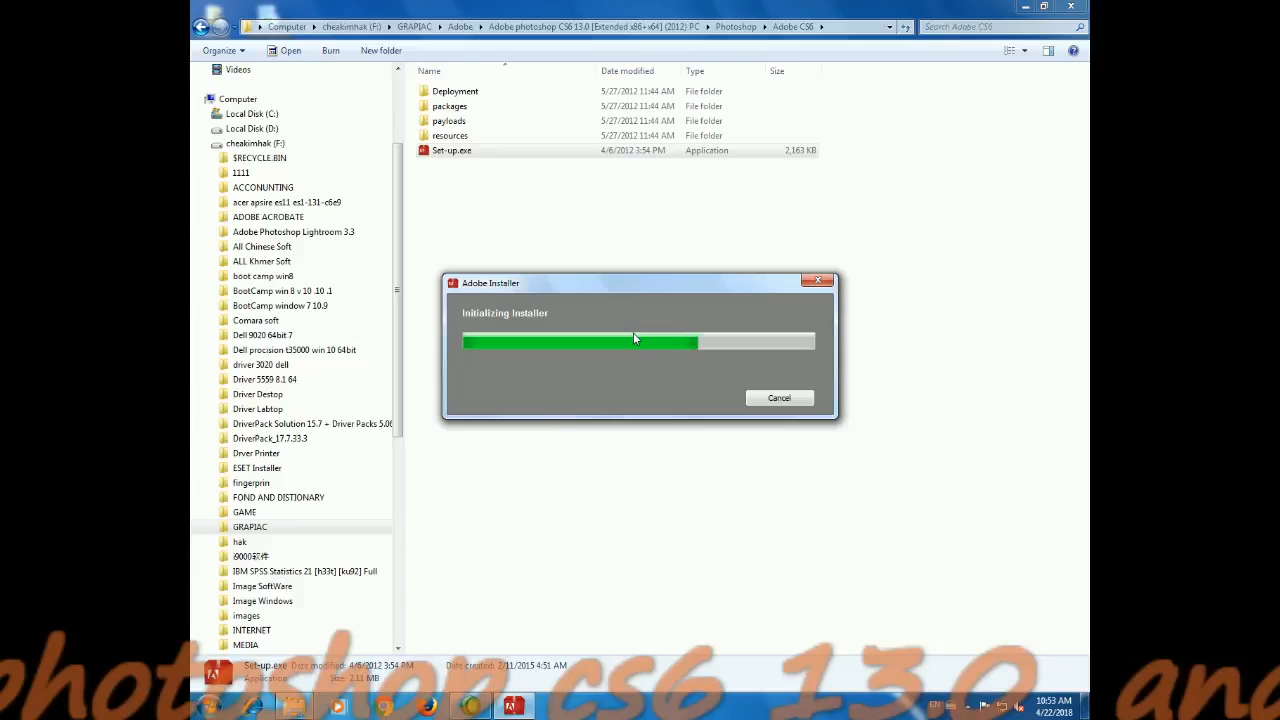 Computer ▸ cheakimhak (F:) ▸ GRAPIAC ▸ Adobe ▸ Adobe photoshop CS6 13.0 [Extended x86+x64] (2012) PC ▸ Photoshop ▸ Adobe CS6 ▸
Search Adobe CS6
Organize
Open
Burn
New folder
Name
Date modified
Type
Size
Deployment 5/27/2012 11:44 AM File folder
packages 5/27/2012 11:44 AM File folder
payloads 5/27/2012 11:44 AM File folder
resources 5/27/2012 11:44 AM File folder
Set-up.exe 4/6/2012 3:54 PM Application 2,163 KB
Videos
Computer
Local Disk (C:)
Local Disk (D:)
cheakimhak (F:)
$RECYCLE.BIN
1111
ACCONUNTING
acer apsire es11 es1-131-c6e9
ADOBE ACROBATE
Adobe Photoshop Lightroom 3.3
All Chinese Soft
ALL Khmer Soft
boot camp win8
BootCamp win 8 v 10 .10 .1
BootCamp window 7 10.9
Comara soft
Dell 9020 64bit 7
Dell procision t35000 win 10 64bit
driver 3020 dell
Driver 5559 8.1 64
Driver Destop
Driver Labtop
DriverPack Solution 15.7 + Driver Packs 5.06
DriverPack_17.7.33.3
Drver Printer
ESET Installer
fingerprin
FOND AND DISTIONARY
GAME
GRAPIAC
hak
i9000软件
IBM SPSS Statistics 21 [h33t] [ku92] Full
Image SoftWare
Image Windows
images
INTERNET
MEDIA
Adobe Installer
Initializing Installer
Cancel
Set-up.exe Date modified: 4/6/2012 3:54 PM Date created: 2/11/2015 4:51 AM
Application Size: 2.11 MB
photoshop cs6 13.0 and
EN
10:53 AM
4/22/2018